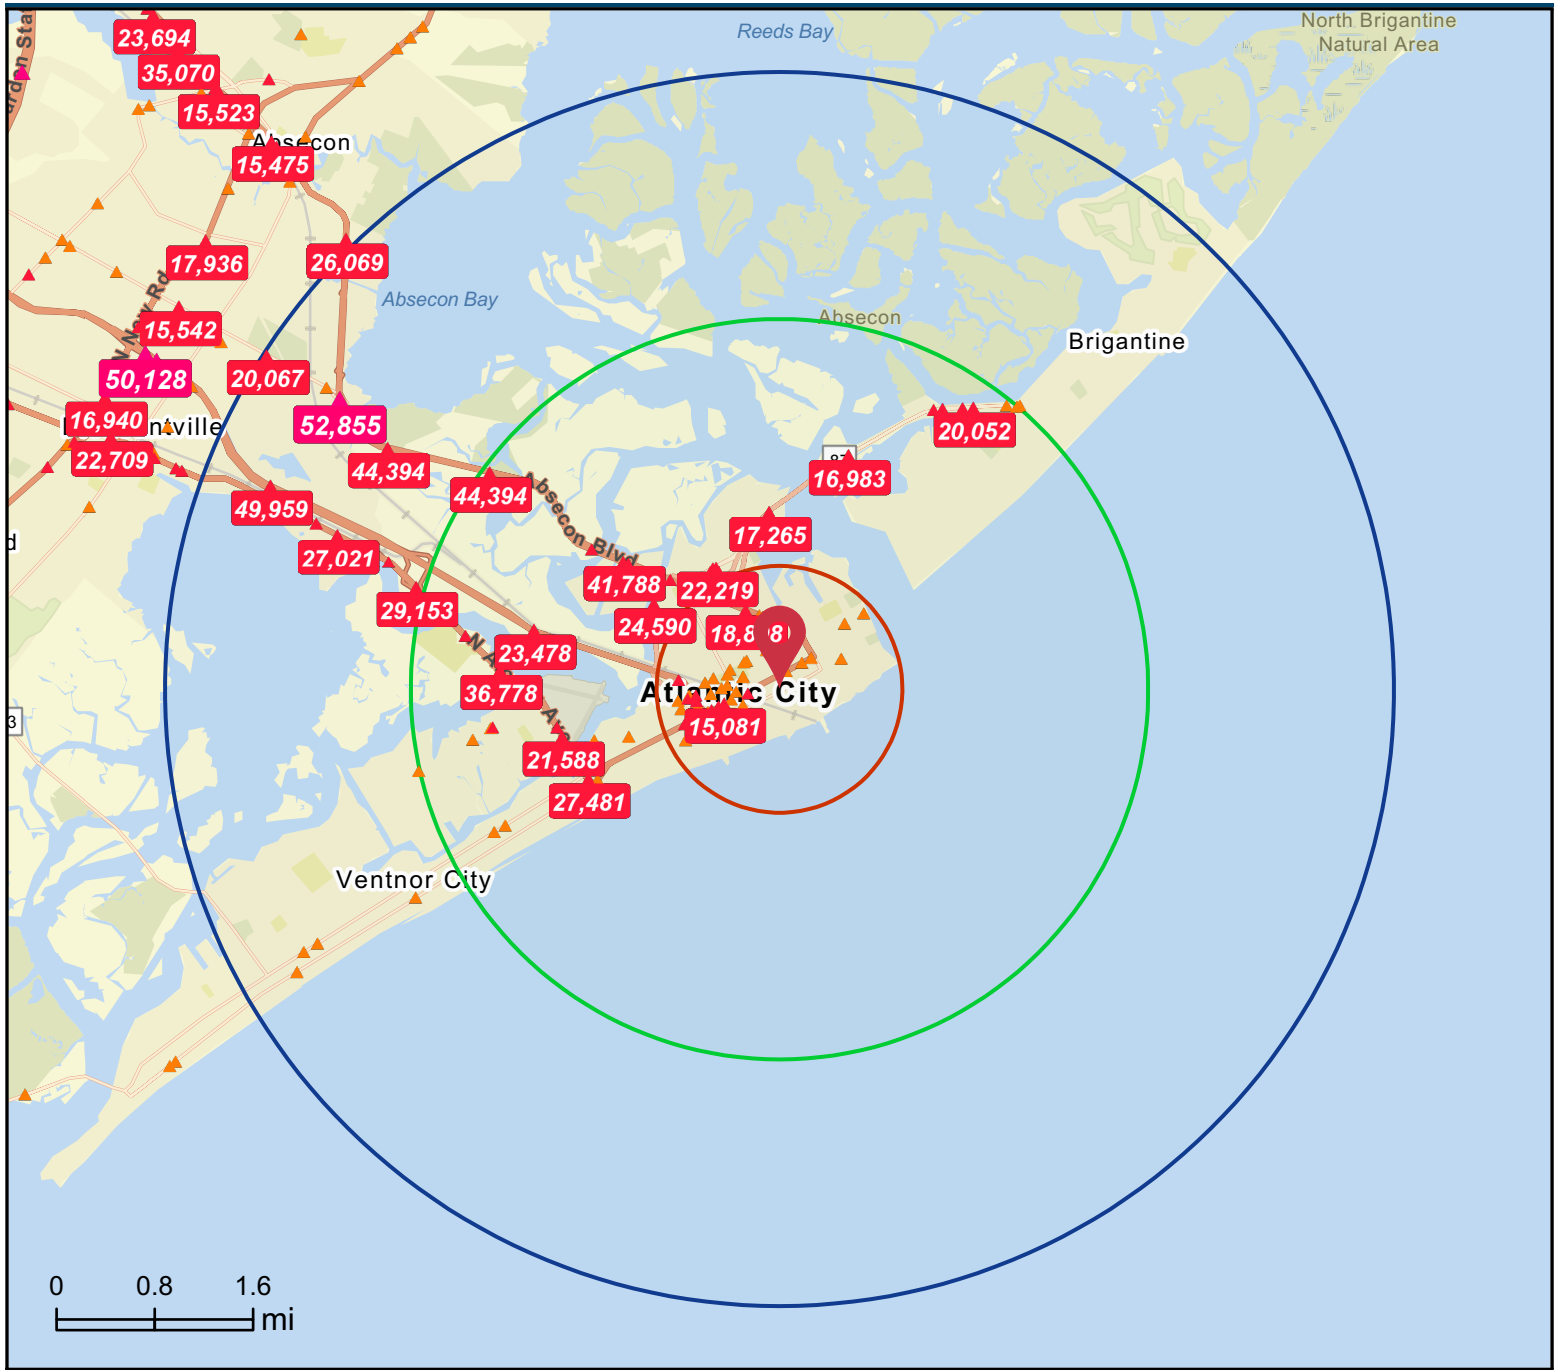 North Brigantine
Natural Area
Reeds Bay
23,694
35,070
15,523
Absecon
15,475
17,936
26,069
Absecon Bay
N New Rd
15,542
Absecon
Brigantine
50,128
20,067
16,940
52,855
22,709
44,394
20,052
44,394
16,983
Absecon Blvd
49,959
17,265
27,021
41,788
22,219
29,153
24,590
23,478
36,778
Atlantic City
3
15,081
21,588
27,481
Ventnor City
0 0.8 1.6
mi